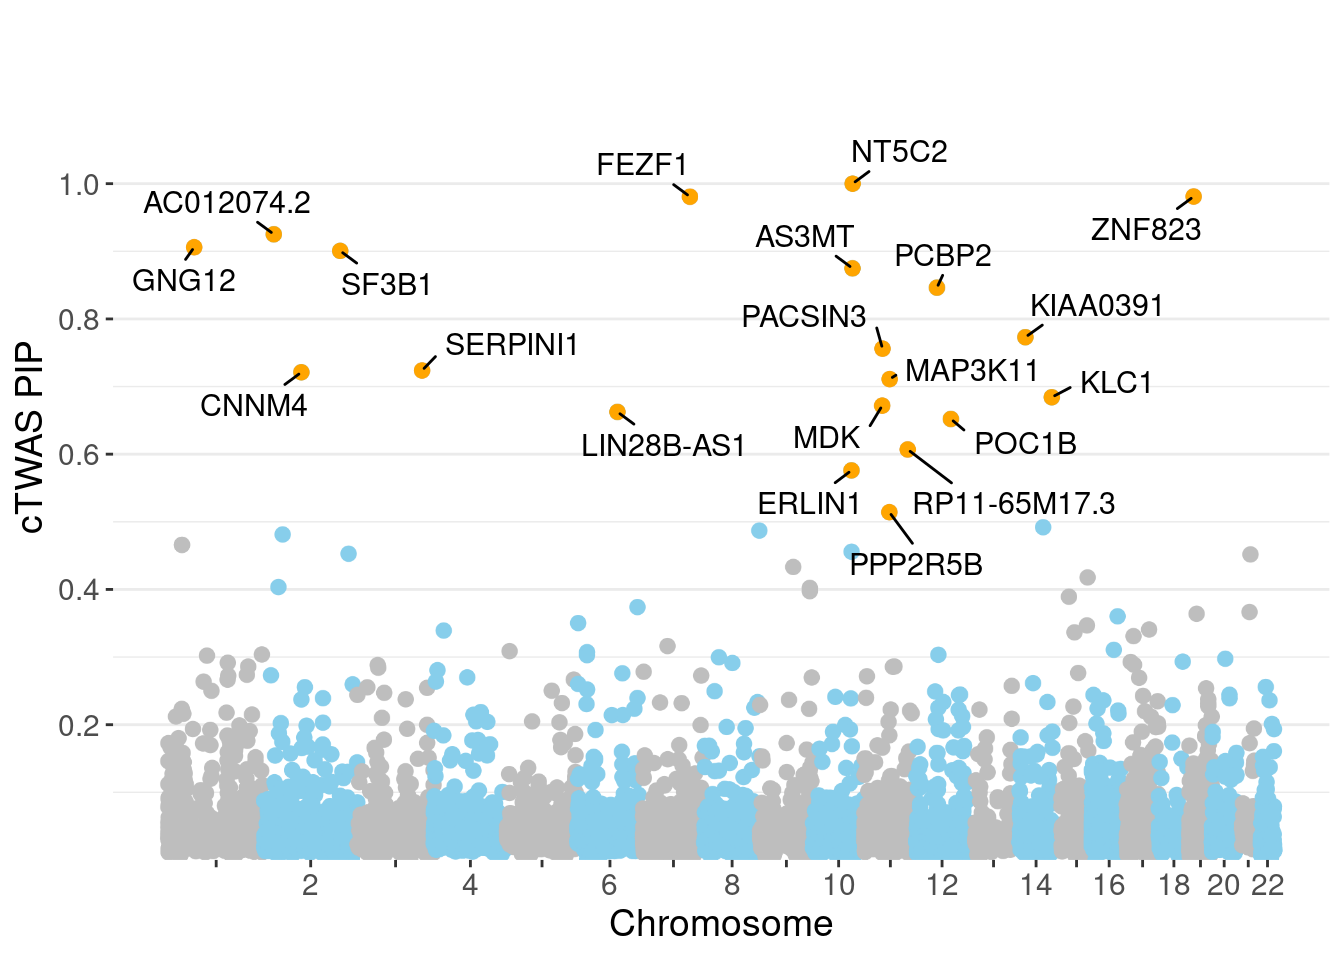 NT5C2
FEZF1
1.0
AC012074.2
ZNF823
AS3MT
PCBP2
GNG12
SF3B1
KIAA0391
0.8
PACSIN3
SERPINI1
MAP3K11
KLC1
CNNM4
MDK
POC1B
LIN28B-AS1
0.6
ERLIN1
RP11-65M17.3
PPP2R5B
0.4
0.2
cTWAS PIP
2 4 6 8 10 12 14 16 18 20 22
Chromosome